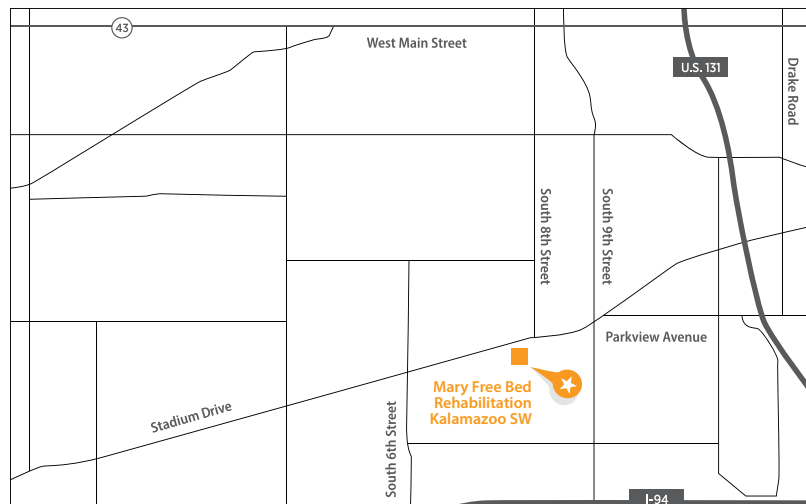 43
West Main Street
U.S. 131
Drake Road
South 8th Street
South 9th Street
Parkview Avenue
Mary Free Bed
Rehabilitation
Kalamazoo SW
Stadium Drive
South 6th Street
I-94